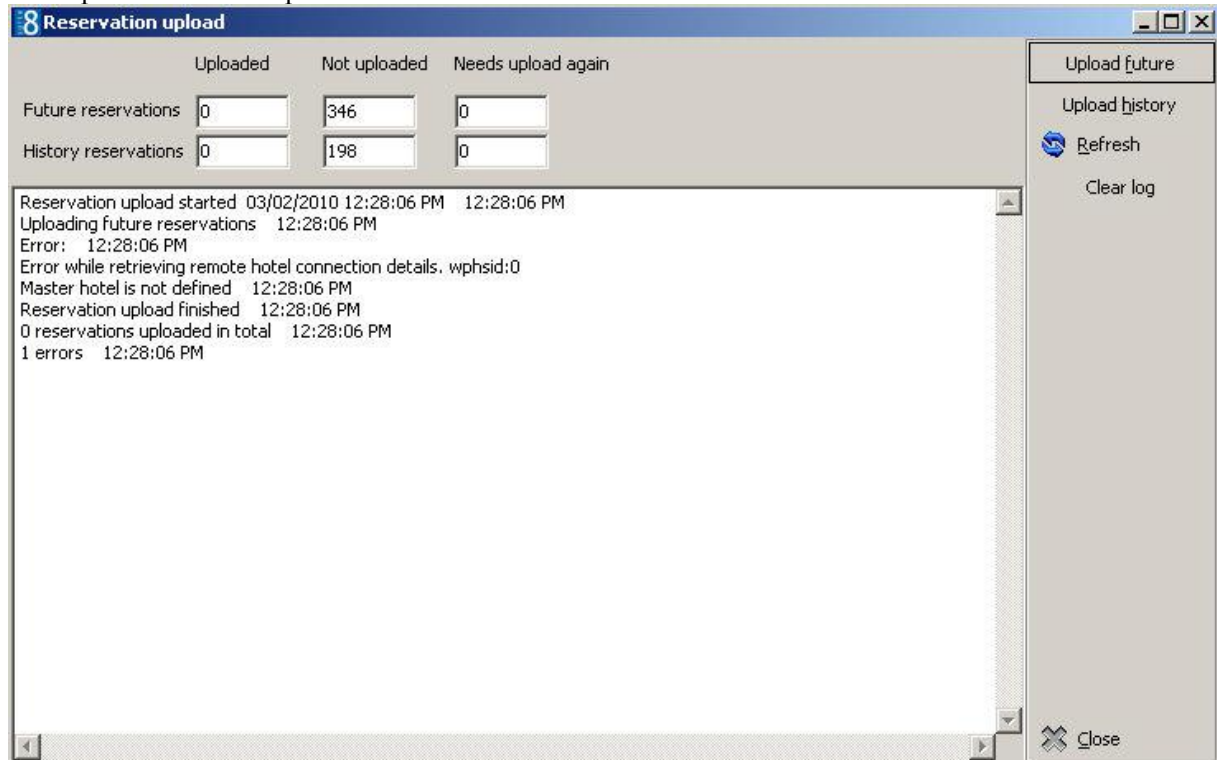 8 Reservation upload
Uploaded Not uploaded Needs upload again
Upload future
Future reservations 0 346 0
Upload history
History reservations 0 198 0
Refresh
Clear log
Reservation upload started 03/02/2010 12:28:06 PM 12:28:06 PM
Uploading future reservations 12:28:06 PM
Error: 12:28:06 PM
Error while retrieving remote hotel connection details. wphsid:0
Master hotel is not defined 12:28:06 PM
Reservation upload finished 12:28:06 PM
0 reservations uploaded in total 12:28:06 PM
1 errors 12:28:06 PM
Close